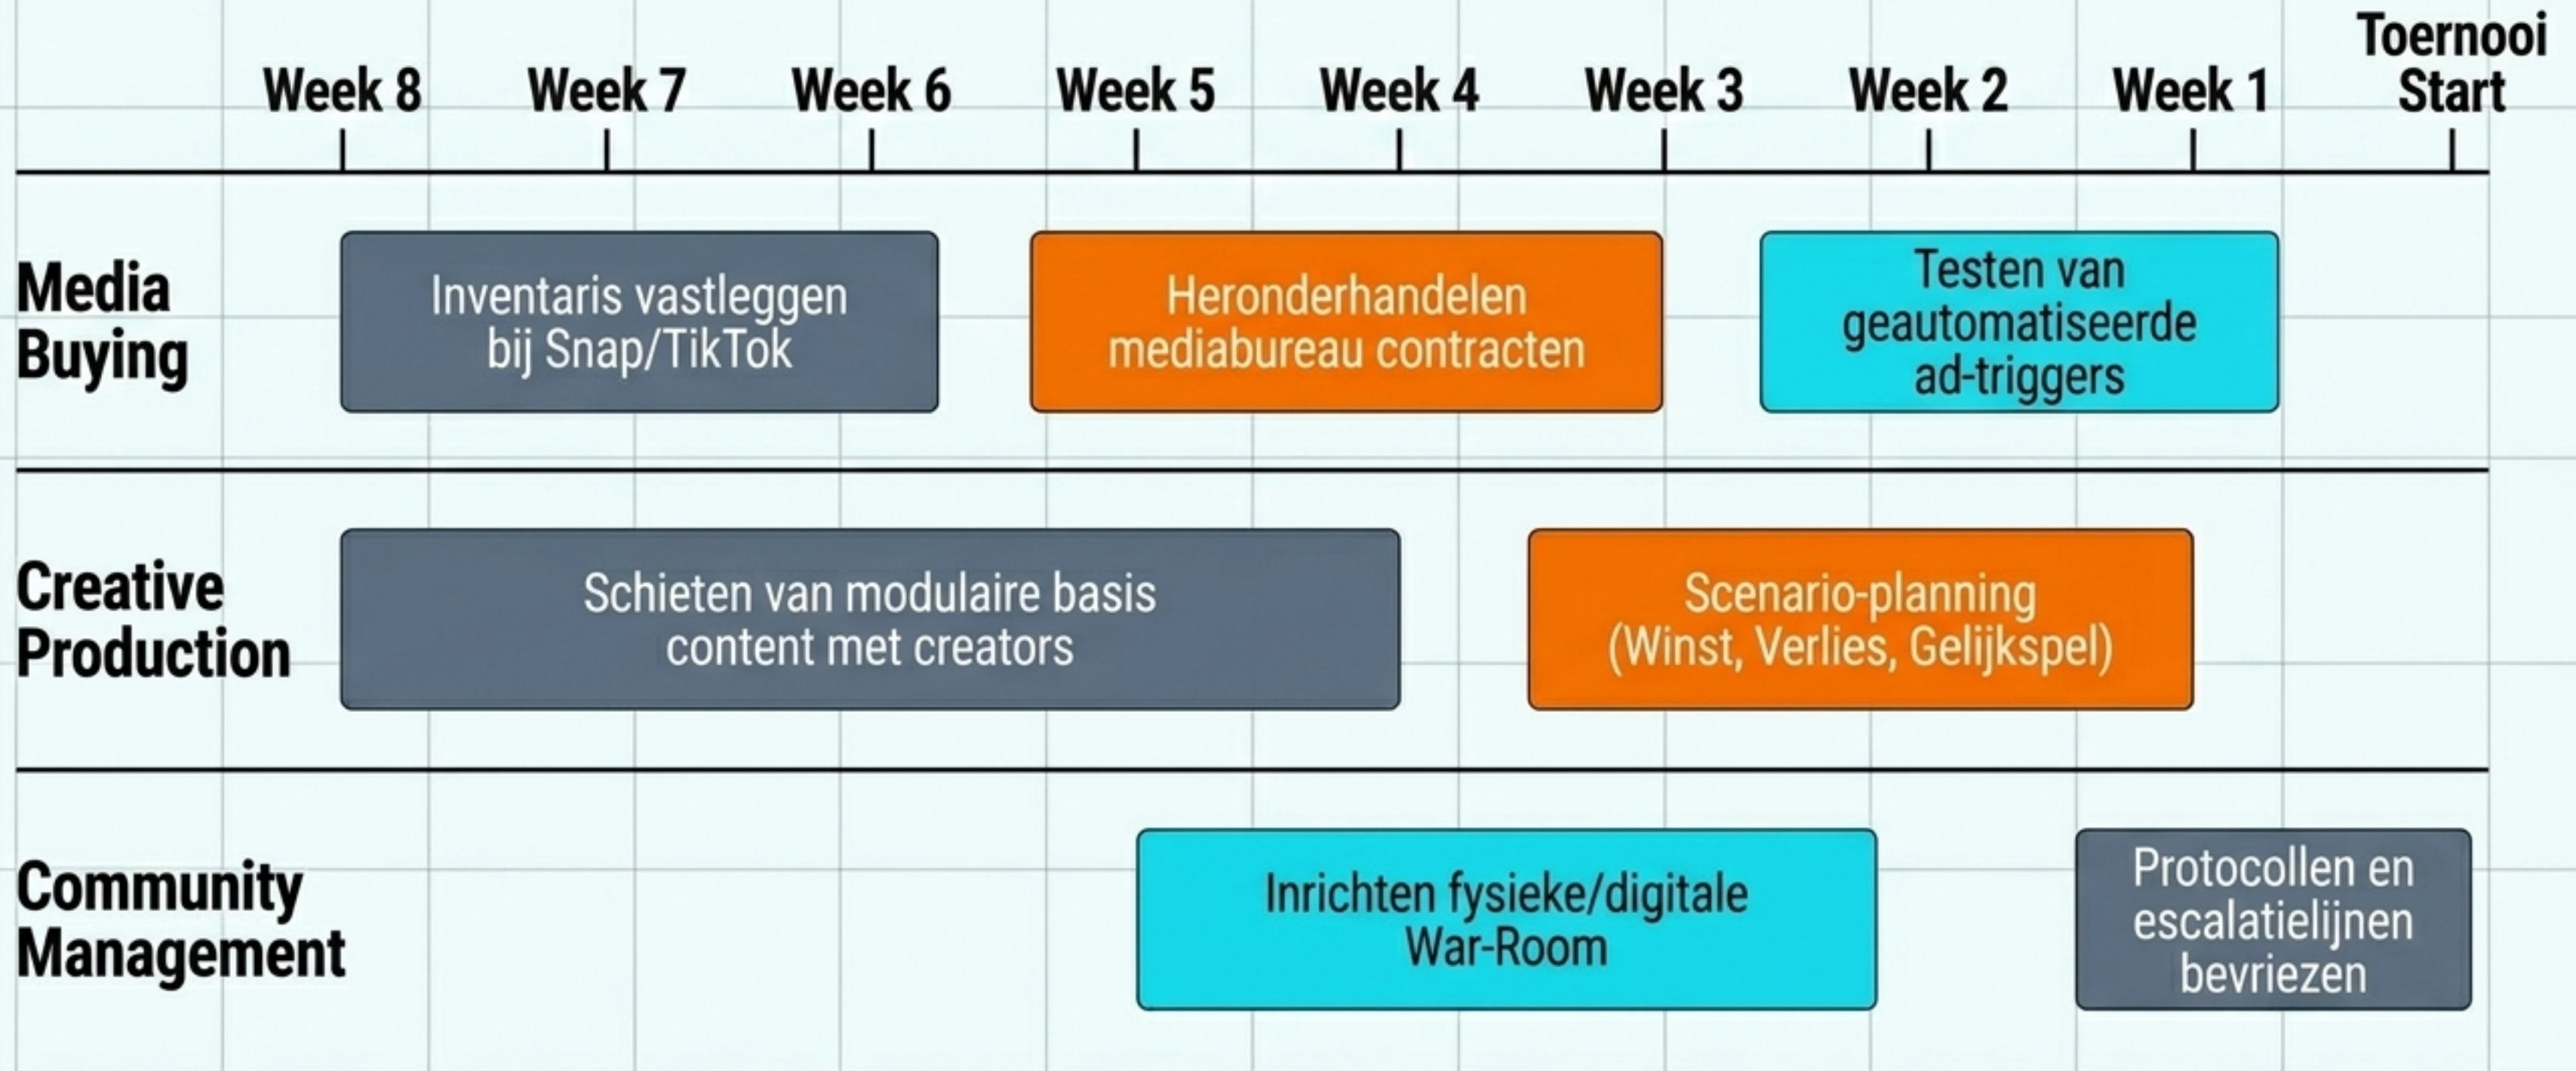 Week 8
Week 7
Week 6
Week 5
Week 4
Week 3
Week 2
Week 1
Toernooi
Start
Media
Buying
Inventaris vastleggen
bij Snap/TikTok
Heronderhandelen
mediabureau contracten
Testen van
geautomatiseerde
ad-triggers
Creative
Production
Schieten van modulaire basis
content met creators
Scenario-planning
(Winst, Verlies, Gelijkspel)
Community
Management
Inrichten fysieke/digitale
War-Room
Protocollen en
escalatielijnen
bevriezen